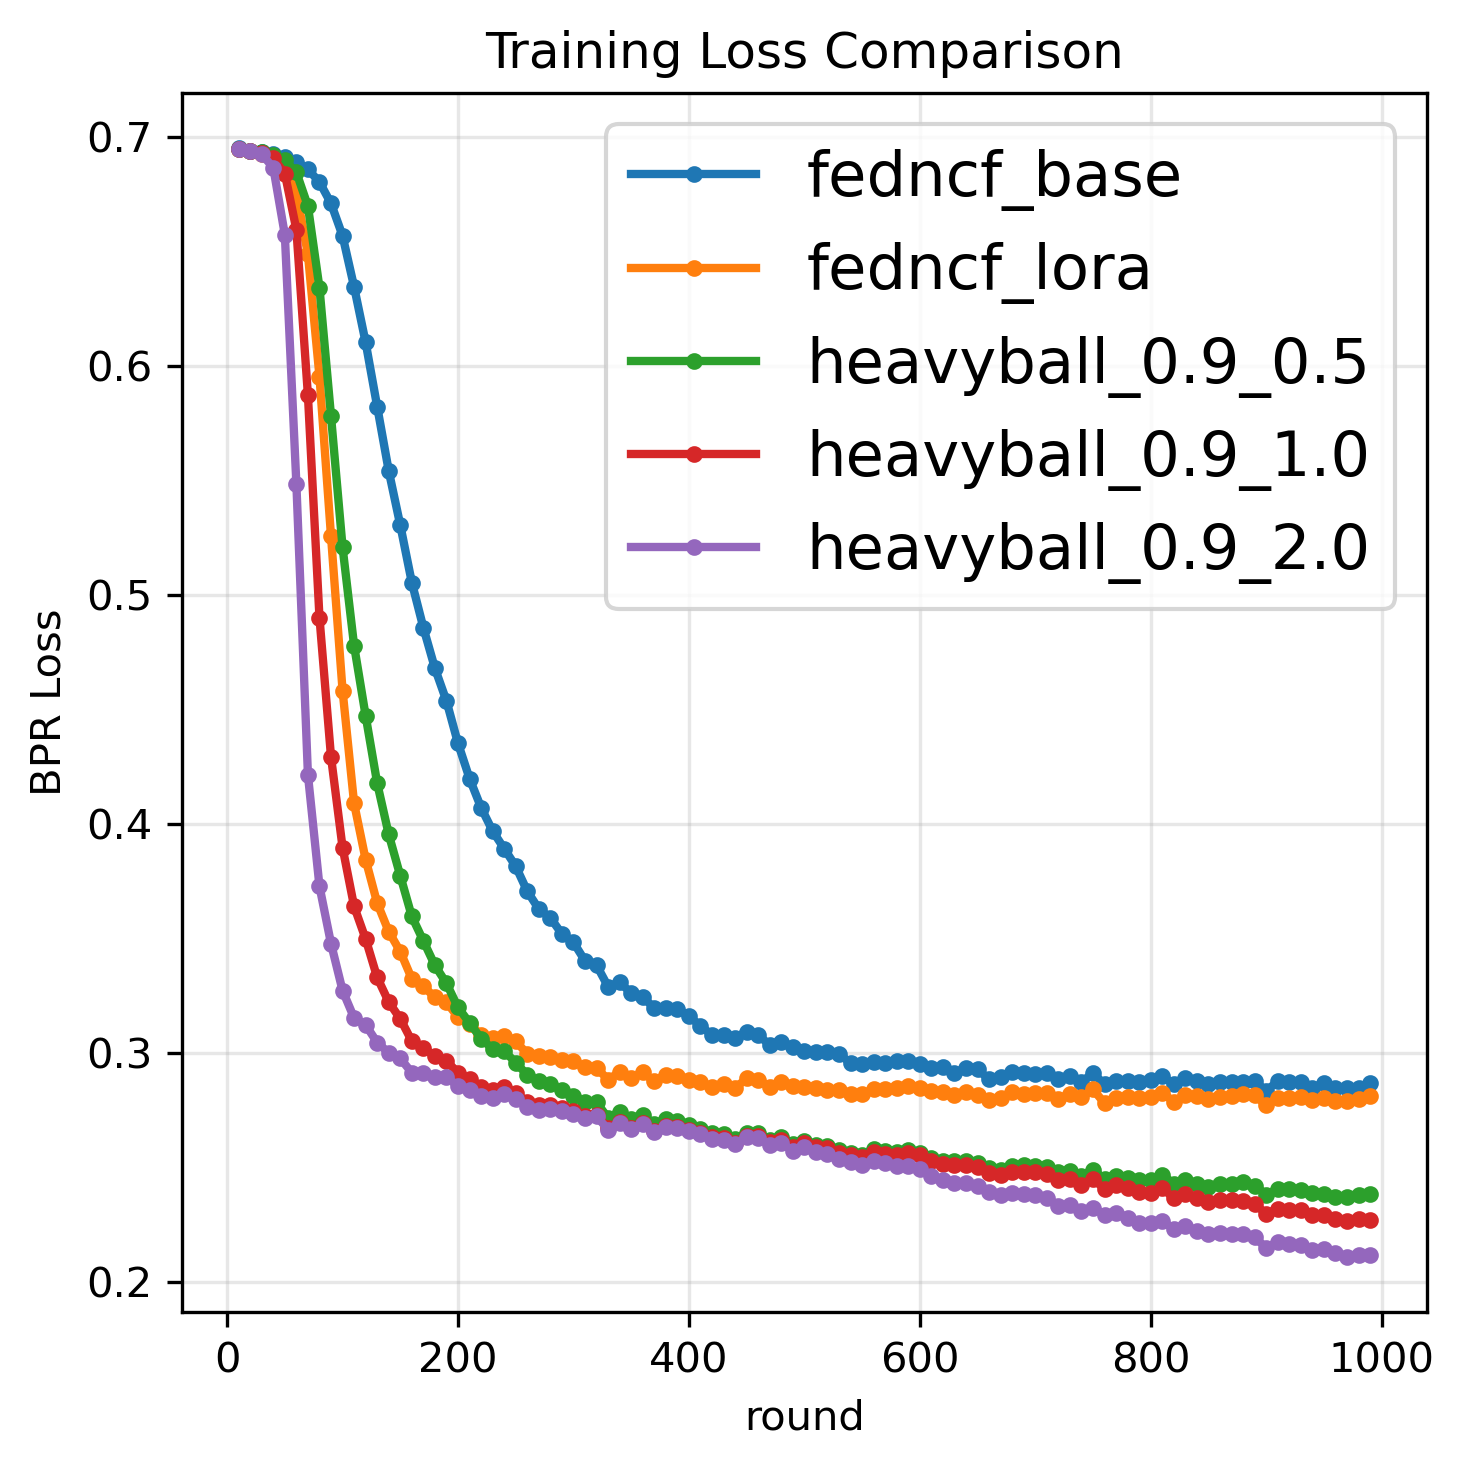 Training Loss Comparison
fedncf_base
fedncf_lora
heavyball_0.9_0.5
heavyball_0.9_1.0
heavyball_0.9_2.0
BPR Loss
0.7
0.6
0.5
0.4
0.3
0.2
0 200 400 600 800 1000
round